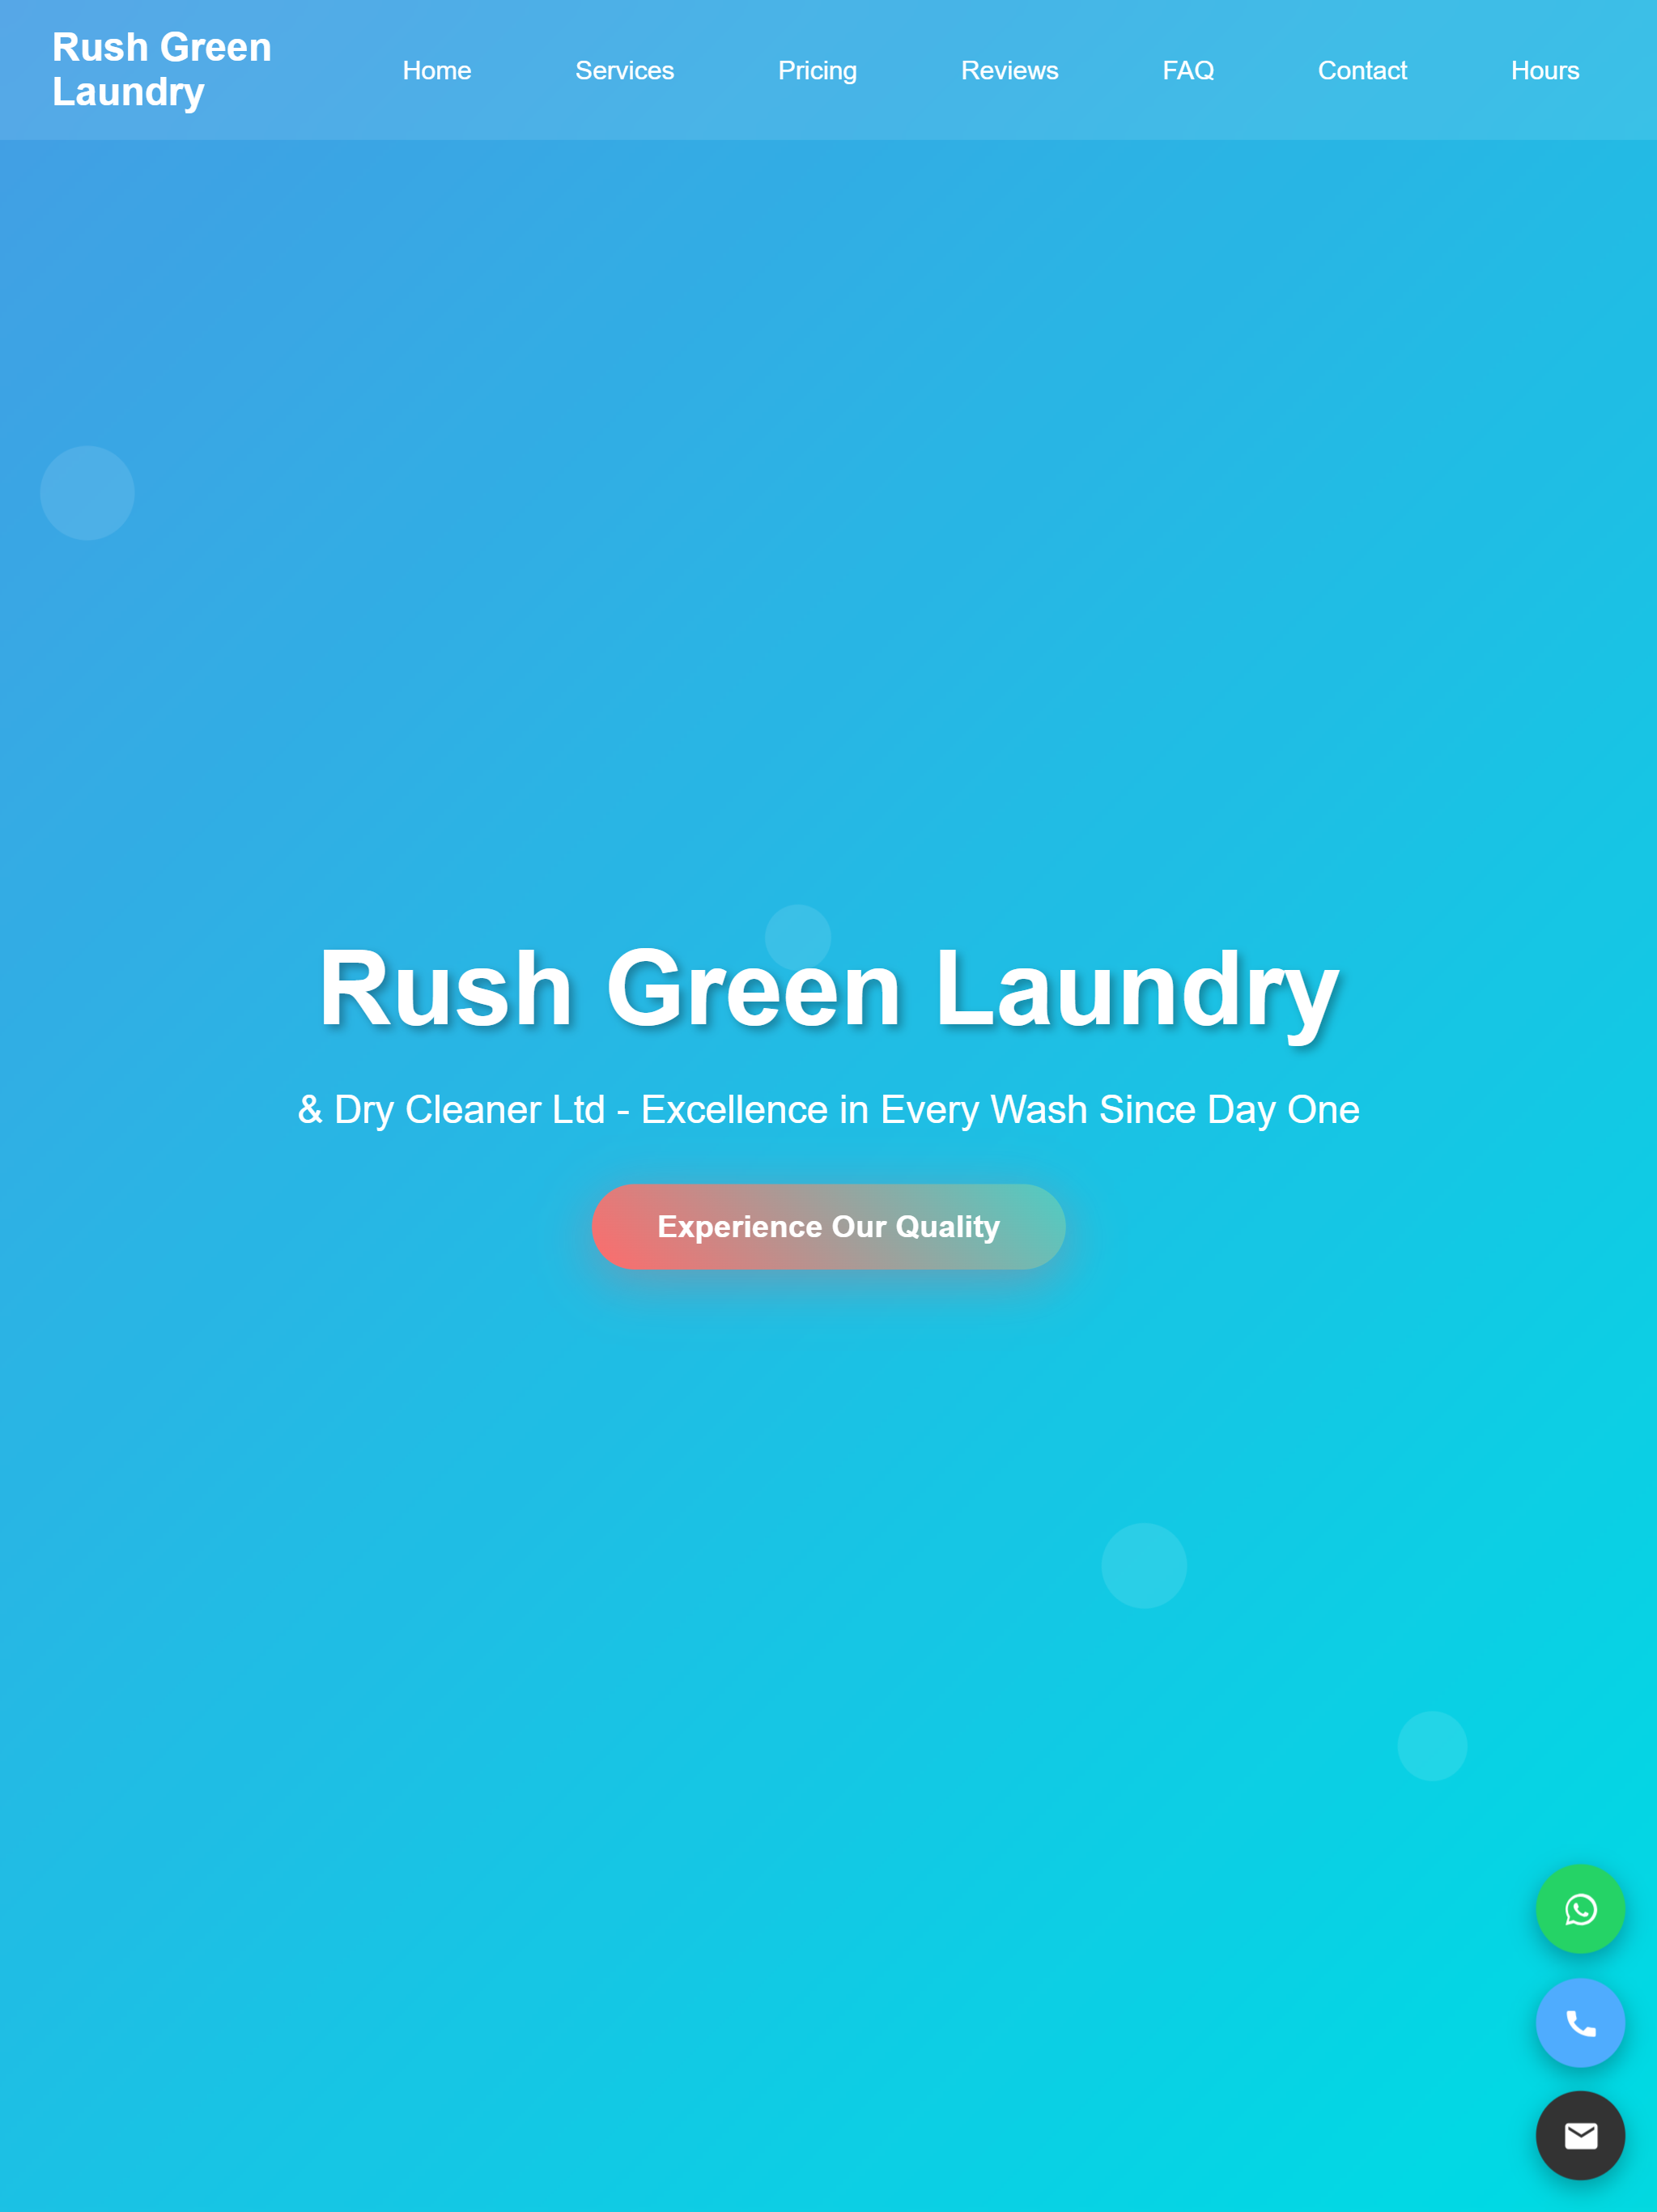 Rush Green
Laundry
Home
Services
Pricing
Reviews
FAQ
Contact
Hours
Rush Green Laundry
& Dry Cleaner Ltd - Excellence in Every Wash Since Day One
Experience Our Quality